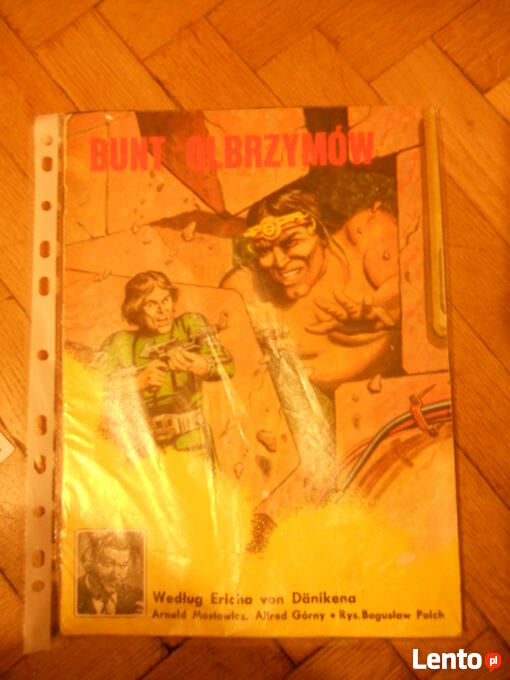 BUNT OLBRZYMÓW
Według Ericha von Dänikena
Arnold Mostowicz, Alfred Górny • Rys. Bogusław Polch
Lento.pl